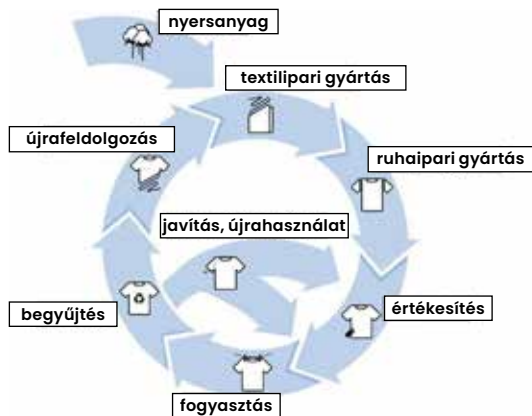 nyersanyag
textilipari gyártás
újrafeldolgozás
ruhaipari gyártás
javítás, újrahasználat
begyűjtés
értékesítés
fogyasztás